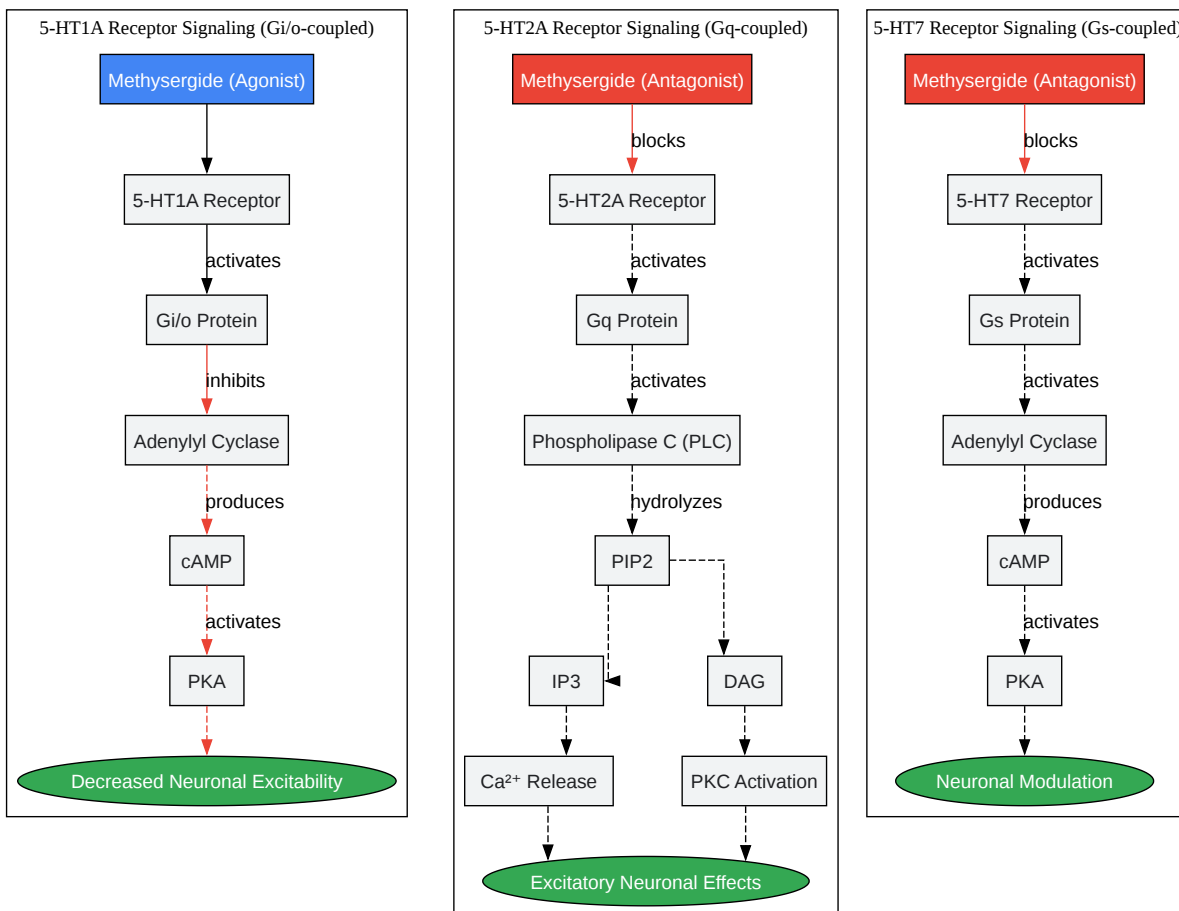 5-HT1A Receptor Signaling (Gi/o-coupled)
Methysergide (Agonist)
5-HT1A Receptor
activates
Gi/o Protein
inhibits
Adenylyl Cyclase
produces
cAMP
activates
PKA
Decreased Neuronal Excitability
5-HT2A Receptor Signaling (Gq-coupled)
Methysergide (Antagonist)
blocks
5-HT2A Receptor
activates
Gq Protein
activates
Phospholipase C (PLC)
hydrolyzes
PIP2
IP3
DAG
Ca²⁺ Release
PKC Activation
Excitatory Neuronal Effects
5-HT7 Receptor Signaling (Gs-coupled)
Methysergide (Antagonist)
blocks
5-HT7 Receptor
activates
Gs Protein
activates
Adenylyl Cyclase
produces
cAMP
activates
PKA
Neuronal Modulation